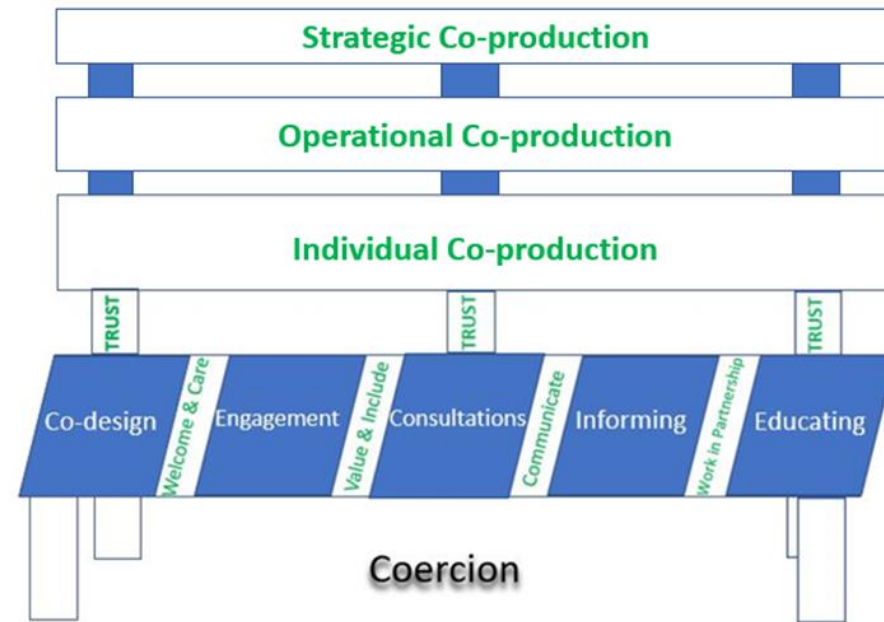 Strategic Co-production
Operational Co-production
Individual Co-production
TRUST
TRUST
TRUST
Co-design
Welcome & Care
Engagement
Value & Include
Consultations
Communicate
Informing
Work in Partnership
Educating
Coercion